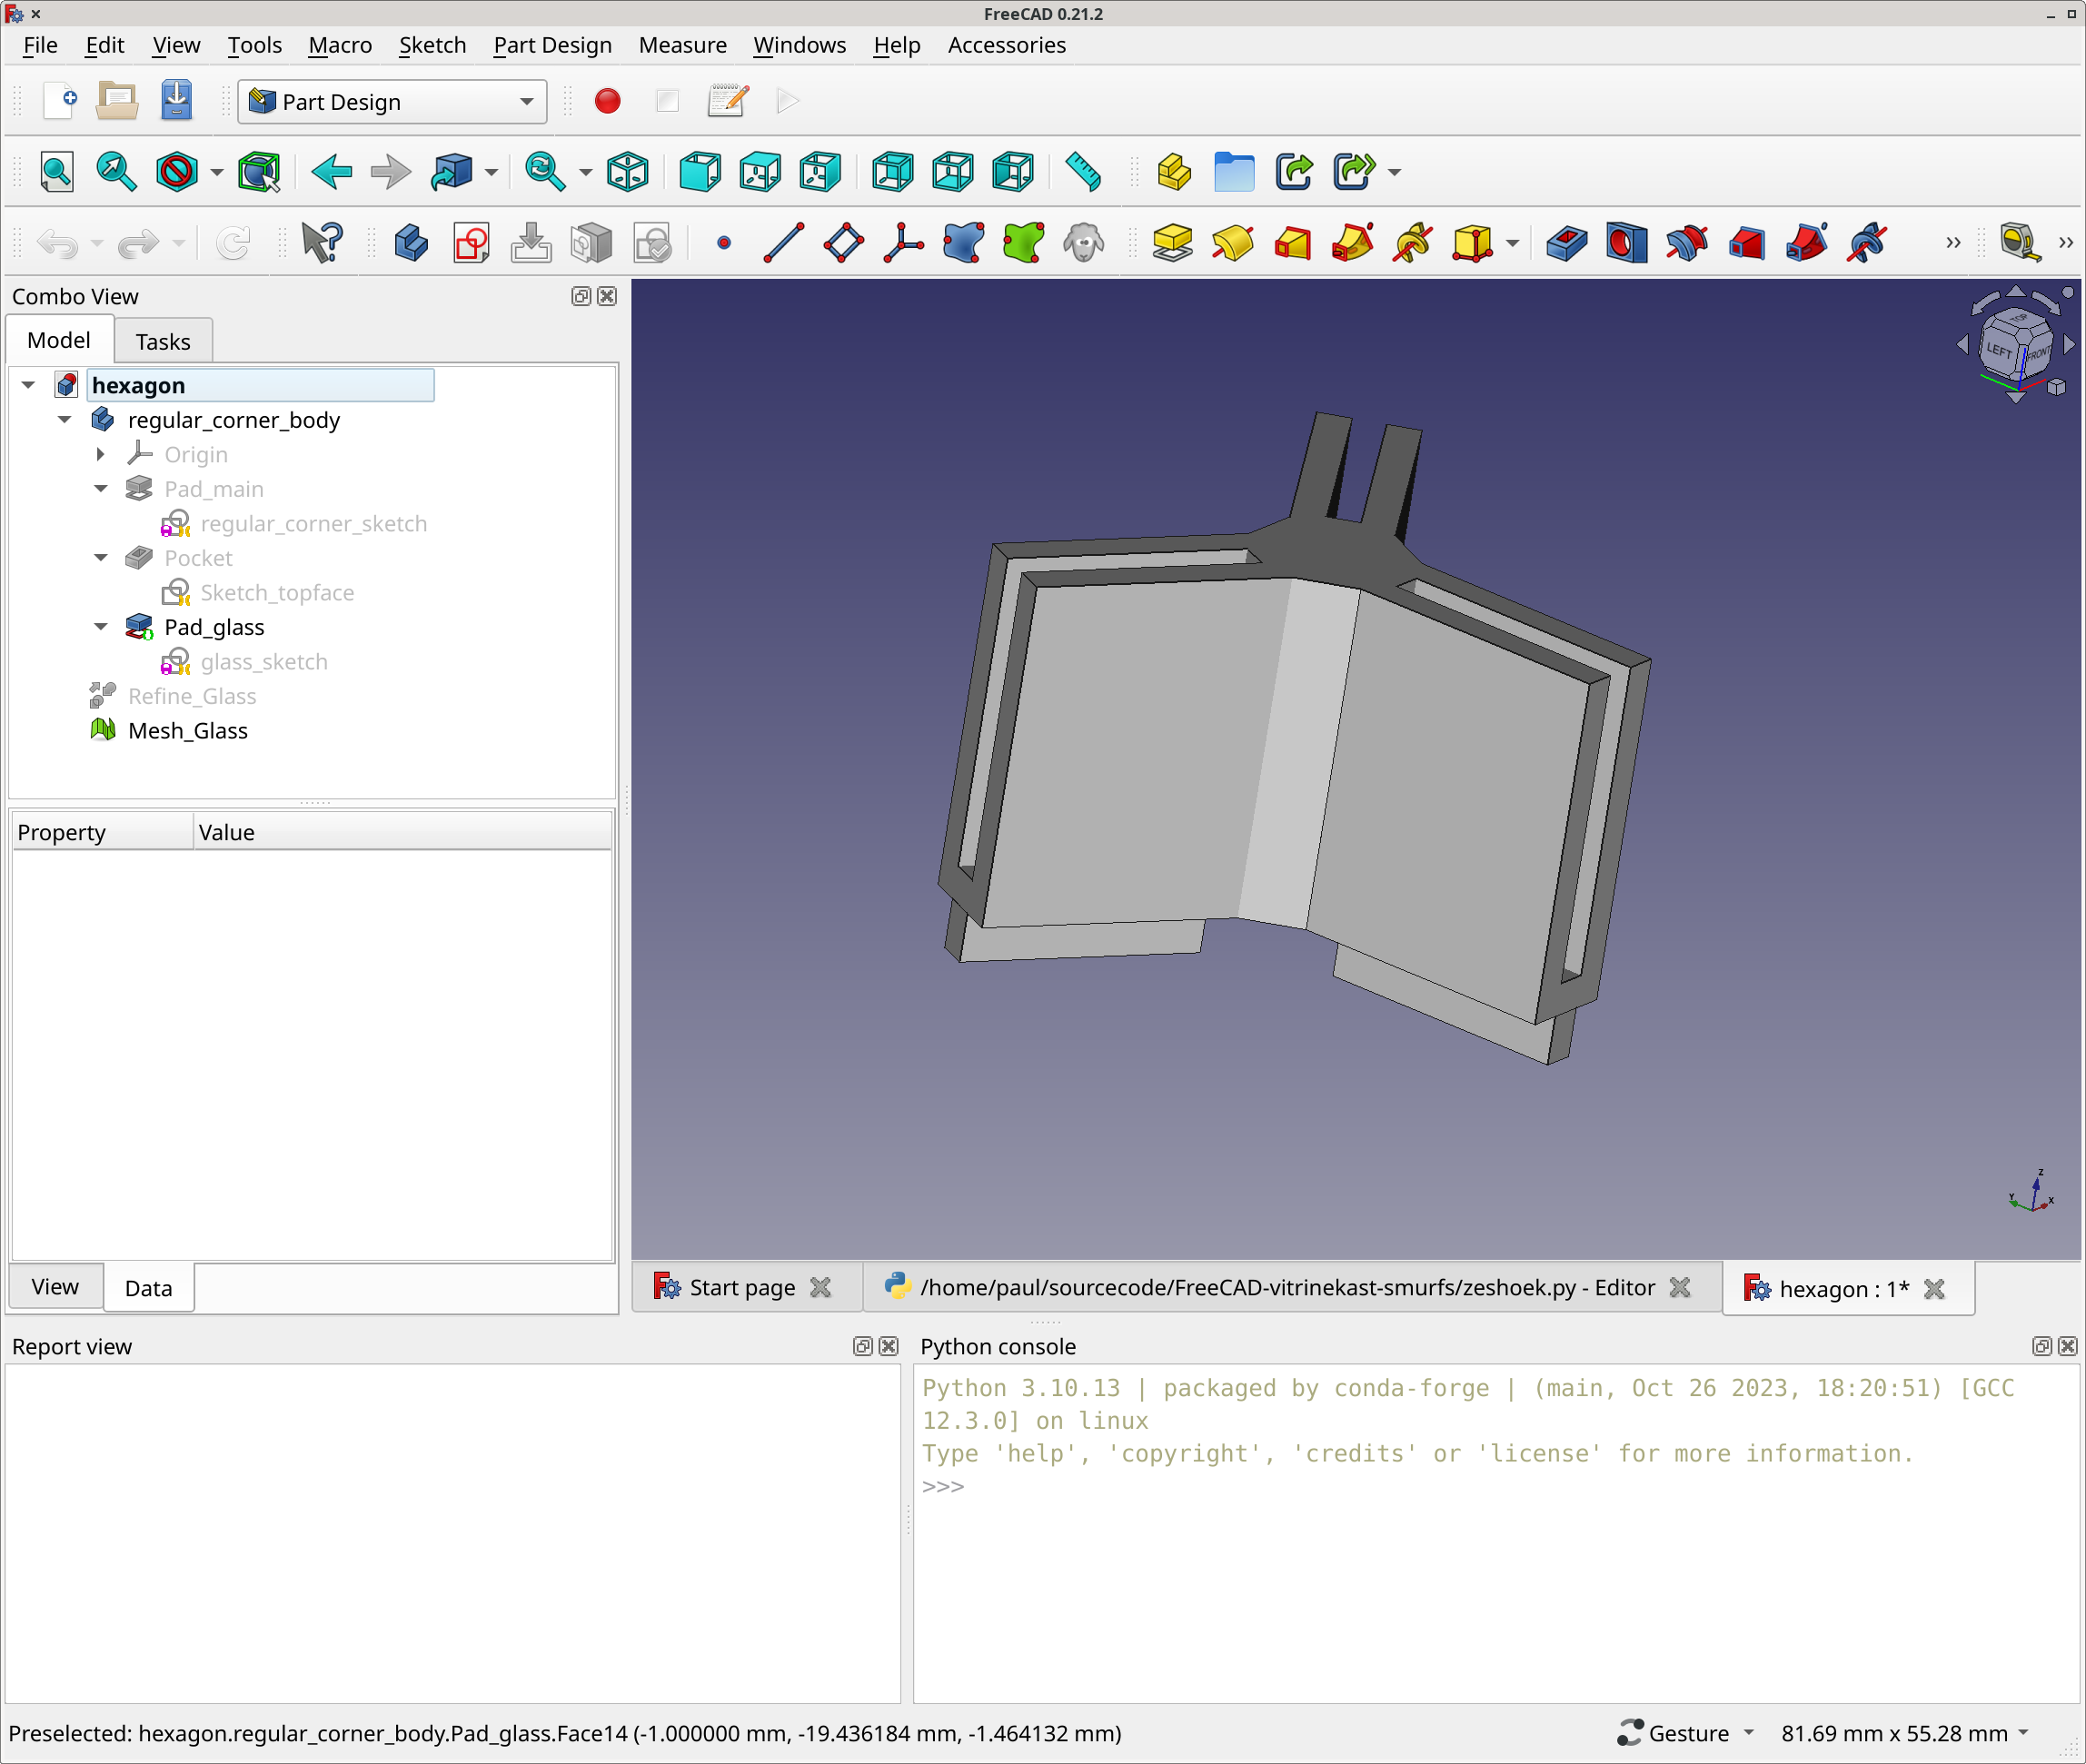 FreeCAD 0.21.2
File Edit View Tools Macro Sketch Part Design Measure Windows Help Accessories
Part Design
Combo View
Model Tasks
hexagon
regular_corner_body
Origin
Pad_main
regular_corner_sketch
Pocket
Sketch_topface
Pad_glass
glass_sketch
Refine_Glass
Mesh_Glass
Property Value
View Data
TOP
LEFT FRONT
Z
Y X
Start page /home/paul/sourcecode/FreeCAD-vitrinekast-smurfs/zeshoek.py - Editor hexagon : 1*
Report view
Python console
Python 3.10.13 | packaged by conda-forge | (main, Oct 26 2023, 18:20:51) [GCC
12.3.0] on linux
Type 'help', 'copyright', 'credits' or 'license' for more information.
>>>
Preselected: hexagon.regular_corner_body.Pad_glass.Face14 (-1.000000 mm, -19.436184 mm, -1.464132 mm) Gesture 81.69 mm x 55.28 mm